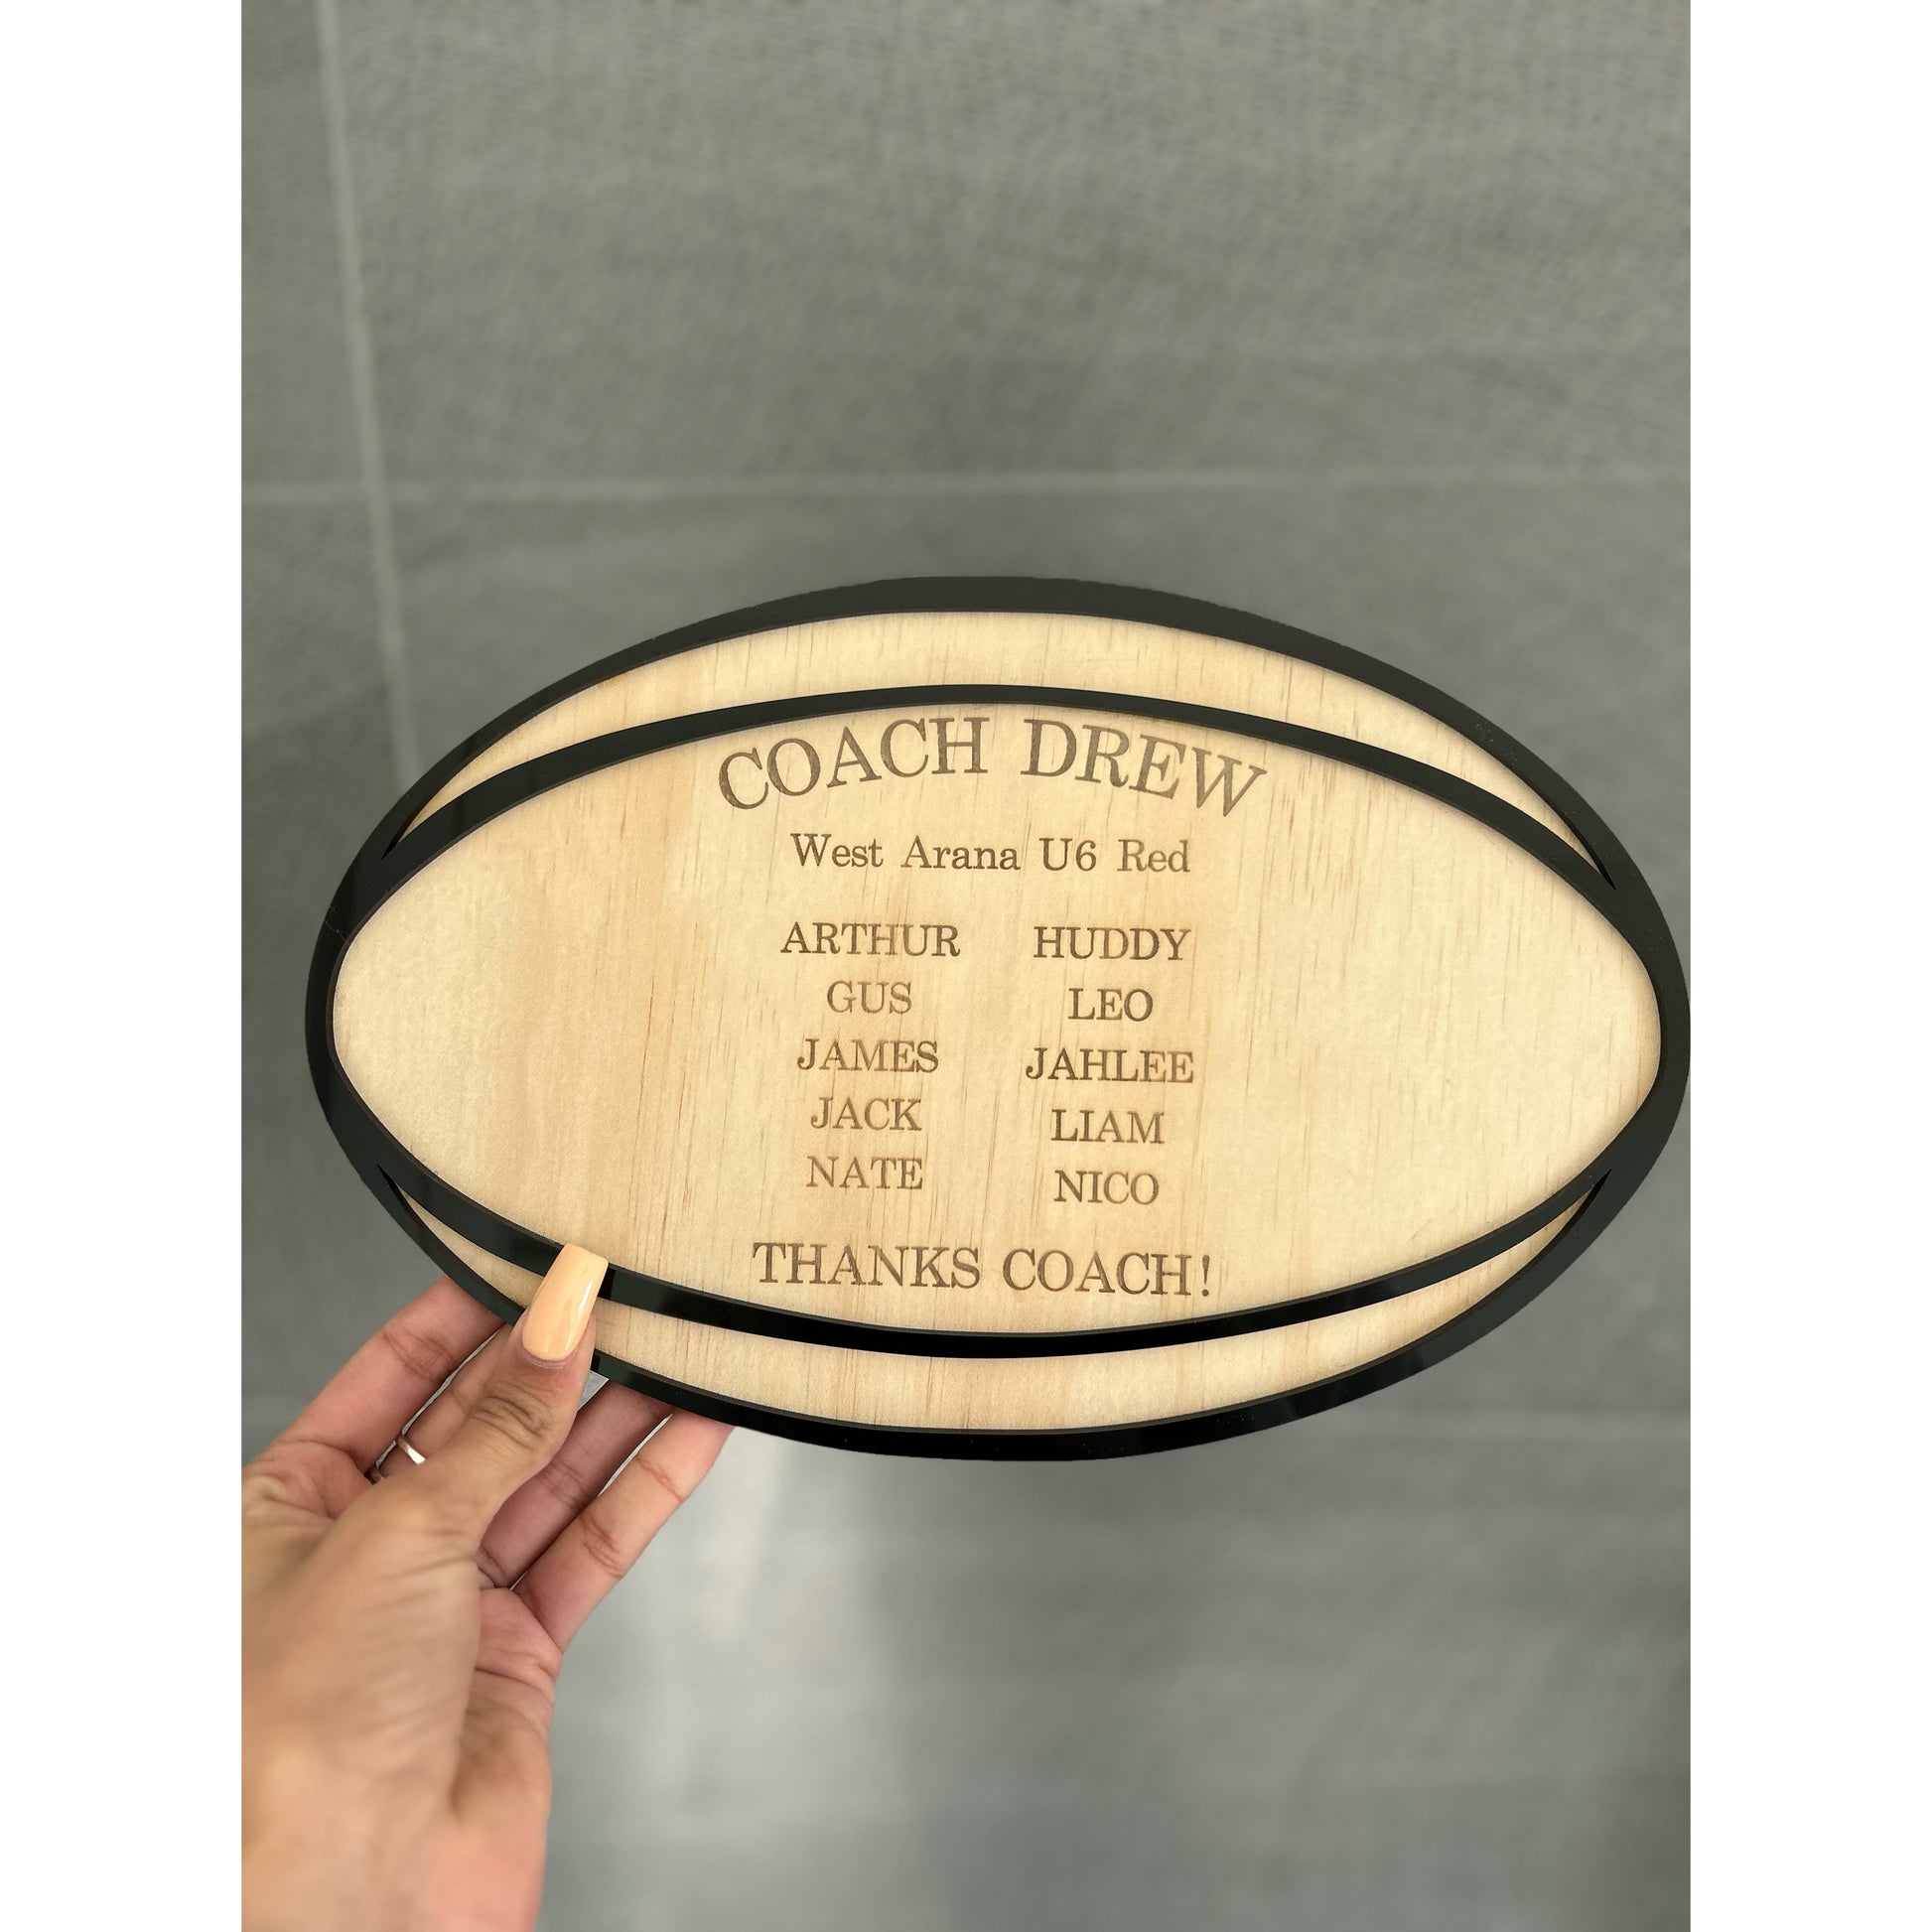 COACH DREW
West Arana U6 Red
ARTHUR HUDDY
GUS LEO
JAMES JAHLEE
JACK LIAM
NATE NICO
THANKS COACH!